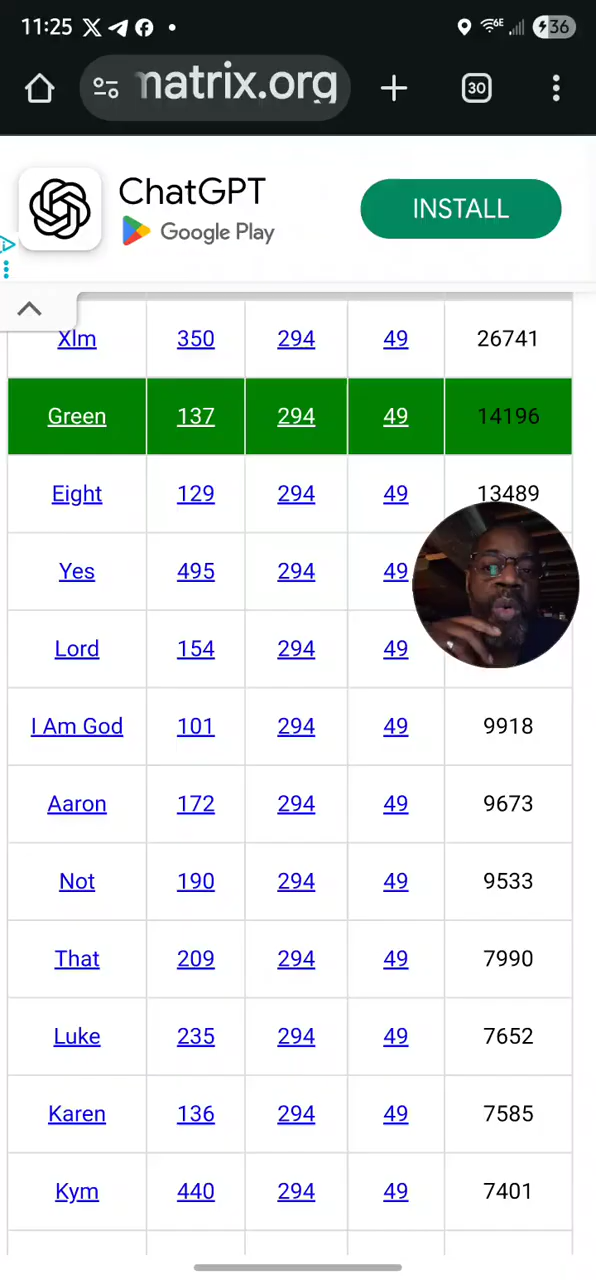 11:25 36
matrix.org 30
ChatGPT
Google Play
INSTALL
Xlm 350 294 49 26741
Green 137 294 49 14196
Eight 129 294 49 13489
Yes 495 294 49
Lord 154 294 49
I Am God 101 294 49 9918
Aaron 172 294 49 9673
Not 190 294 49 9533
That 209 294 49 7990
Luke 235 294 49 7652
Karen 136 294 49 7585
Kym 440 294 49 7401